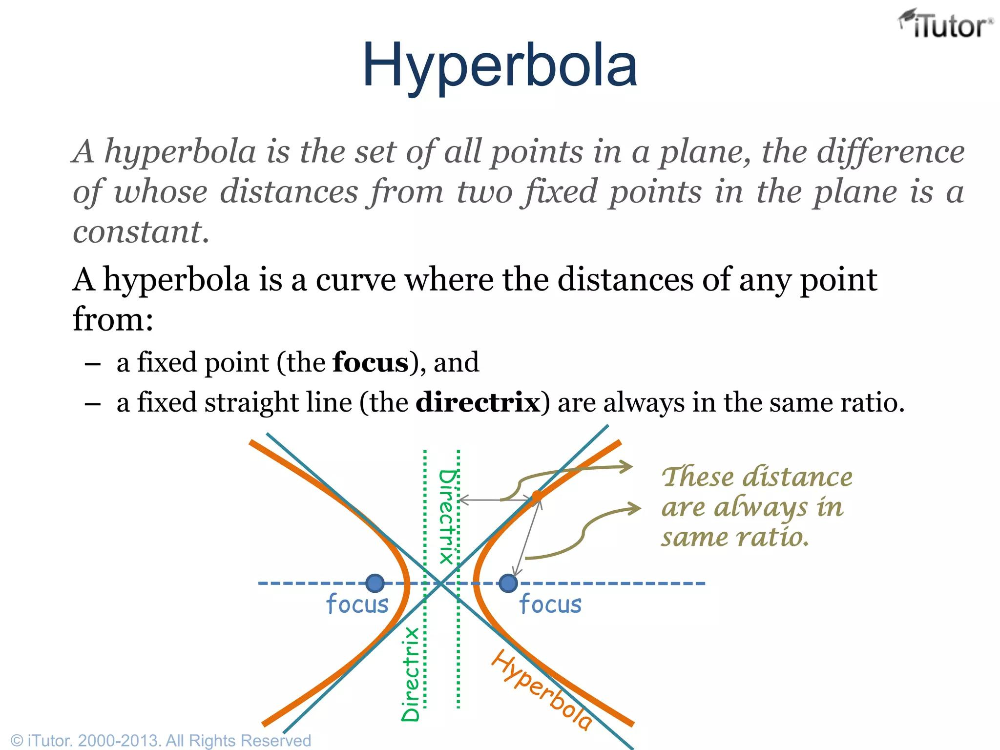 iTutor®
Hyperbola
A hyperbola is the set of all points in a plane, the difference
of whose distances from two fixed points in the plane is a
constant.
A hyperbola is a curve where the distances of any point
from:
– a fixed point (the focus), and
– a fixed straight line (the directrix) are always in the same ratio.
Directrix
These distance
are always in
same ratio.
focus
focus
Directrix
Hyperbola
© iTutor. 2000-2013. All Rights Reserved